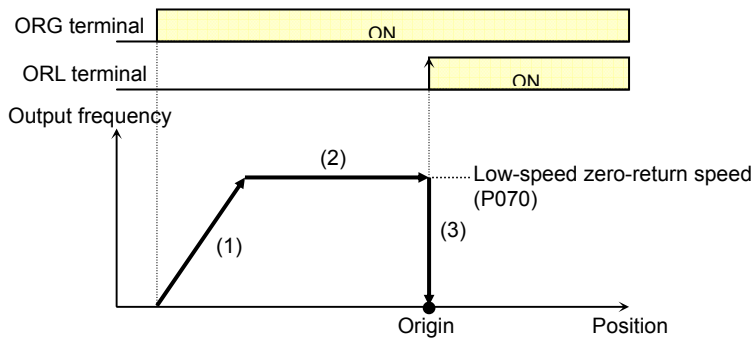 ORG terminal
ON
ORL terminal
ON
Output frequency
(2)
Low-speed zero-return speed
(P070)
(1)
(3)
Origin
Position